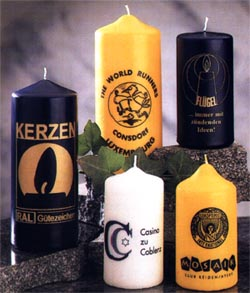 KERZEN
RAL Gütezeichen
THE WORLD RUNNERS
CONSDORF
LUXEMBOURG
FLÜGEL
... immer mit
zündenden
Ideen!
Casino
zu
Coblenz
MOSAIK